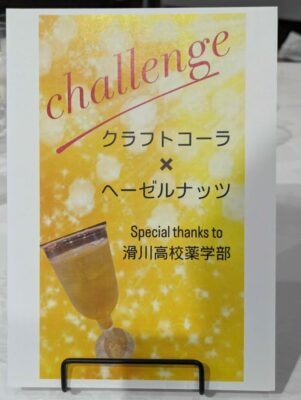 challenge
クラフトコーラ
×
ヘーゼルナッツ
Special thanks to
滑川高校薬学部